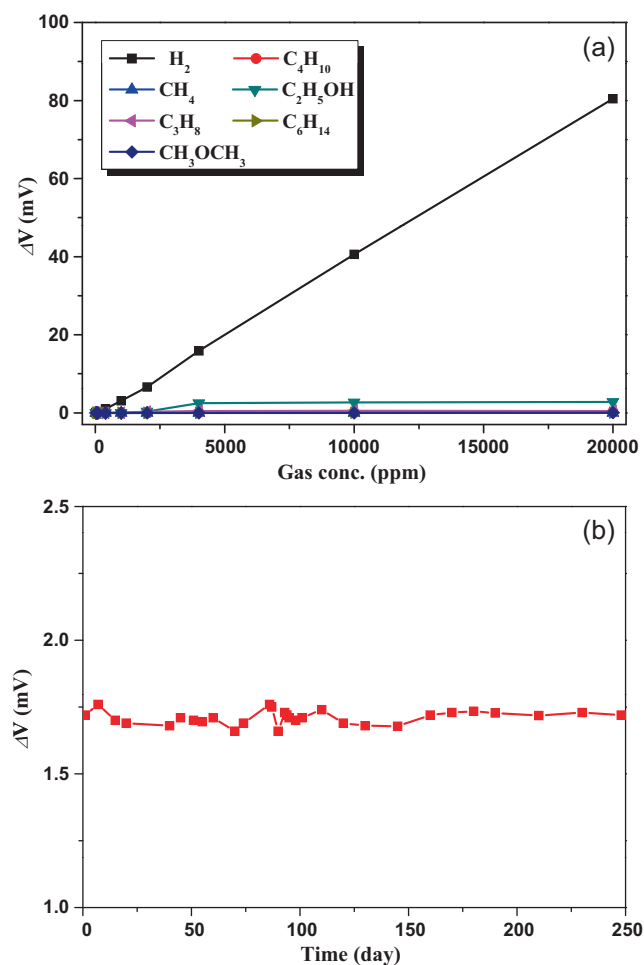 (a)
100
80
60
40
20
0
ΔV (mV)
H₂ C₄H₁₀
CH₄ C₂H₅OH
C₃H₈ C₆H₁₄
CH₃OCH₃
0 5000 10000 15000 20000
Gas conc. (ppm)
(b)
2.5
2.0
1.5
1.0
ΔV (mV)
0 50 100 150 200 250
Time (day)